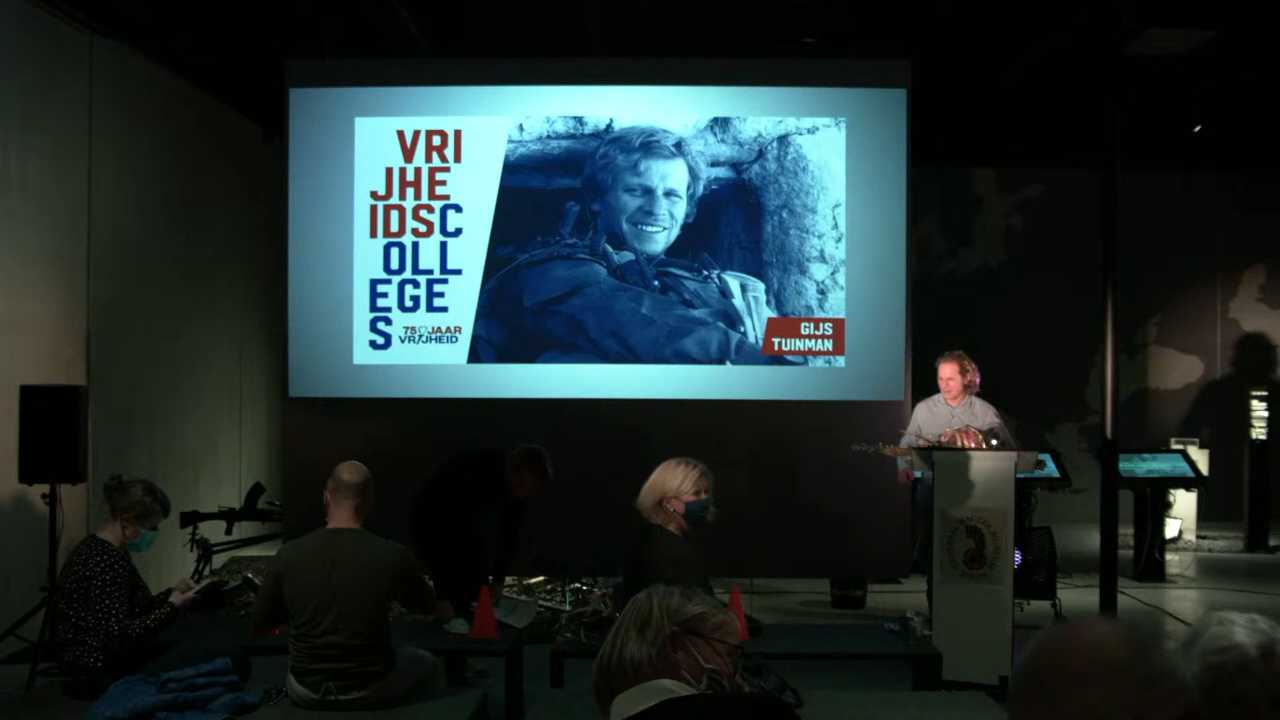 VRI
JHE
IDSC
OLL
EGE
S
75 JAAR
VRIJHEID
GIJS
TUINMAN